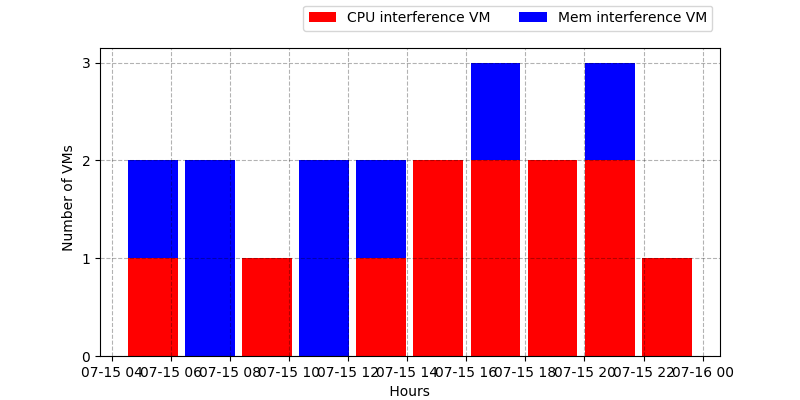 CPU interference VM Mem interference VM
3
2
1
0
Number of VMs
07-15 04 07-15 06 07-15 08 07-15 10 07-15 12 07-15 14 07-15 16 07-15 18 07-15 20 07-15 22 07-16 00
Hours